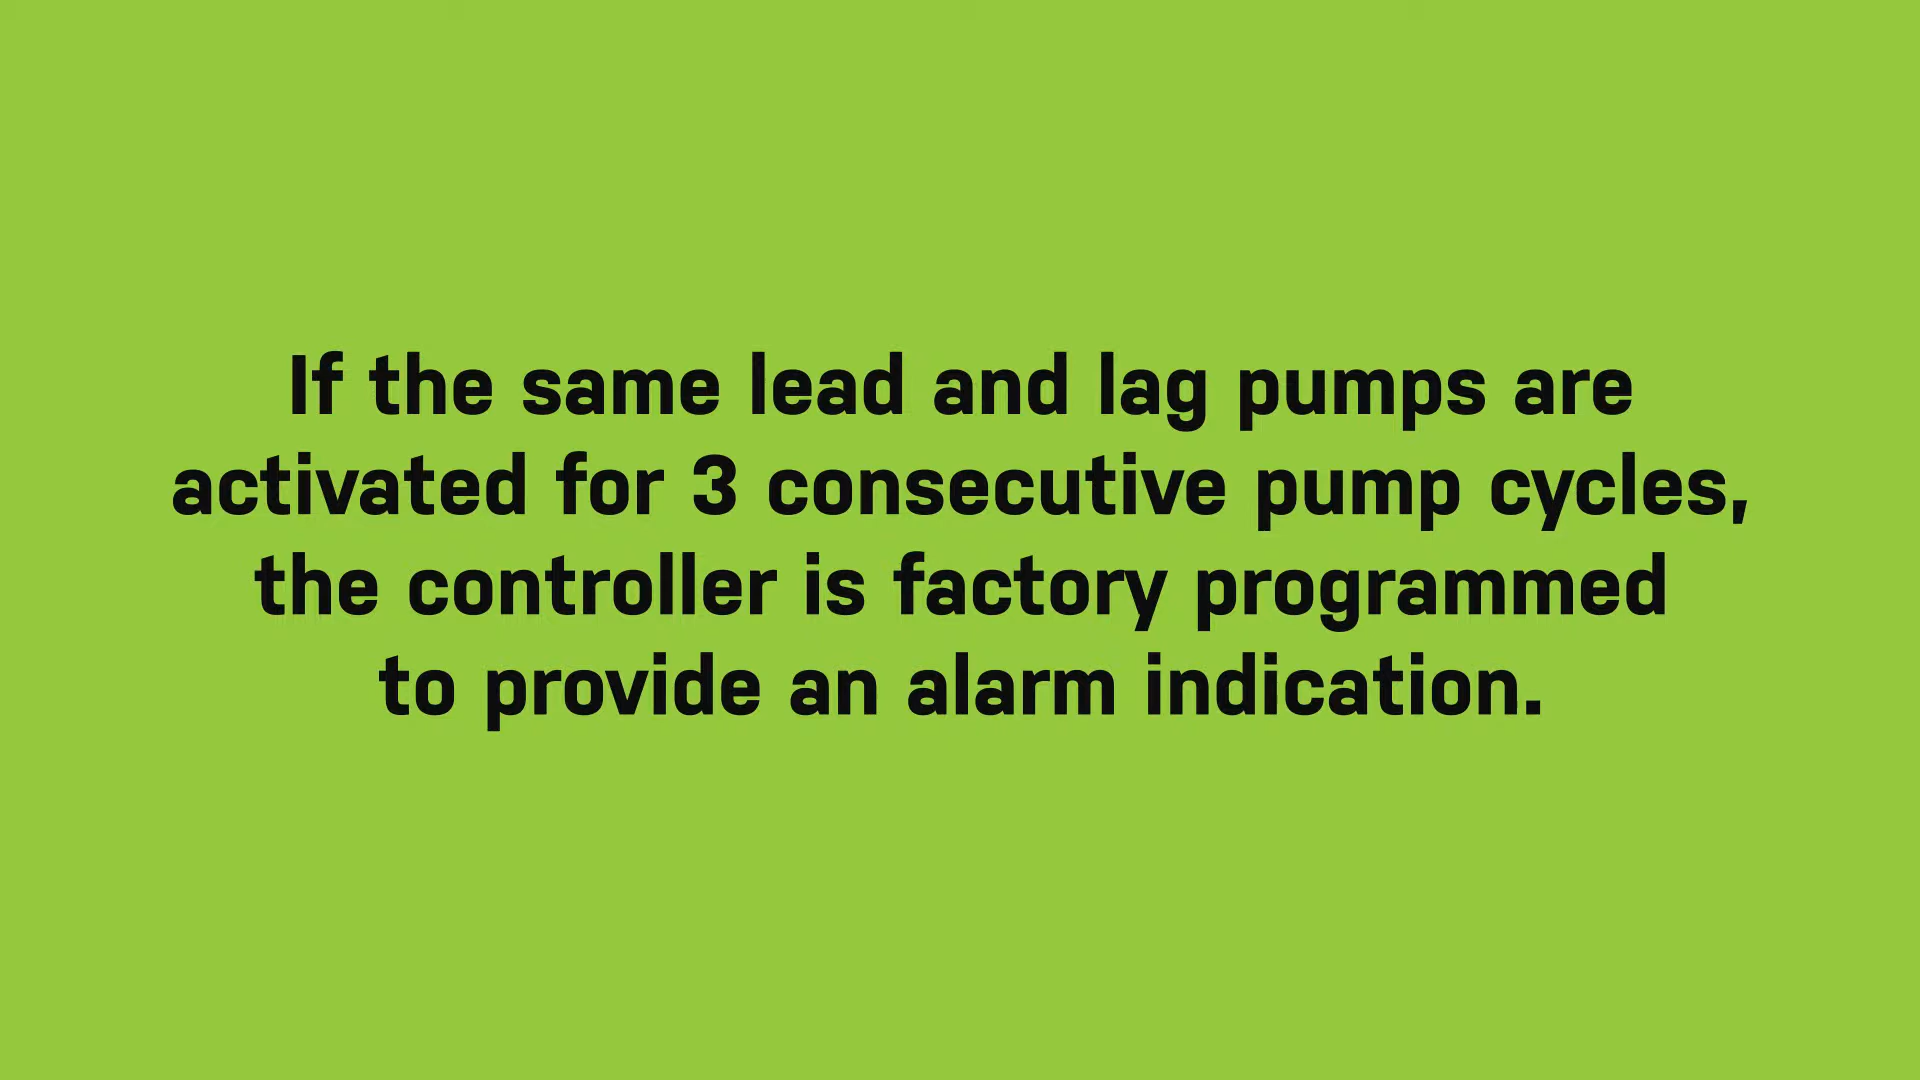 If the same lead and lag pumps are
activated for 3 consecutive pump cycles,
the controller is factory programmed
to provide an alarm indication.